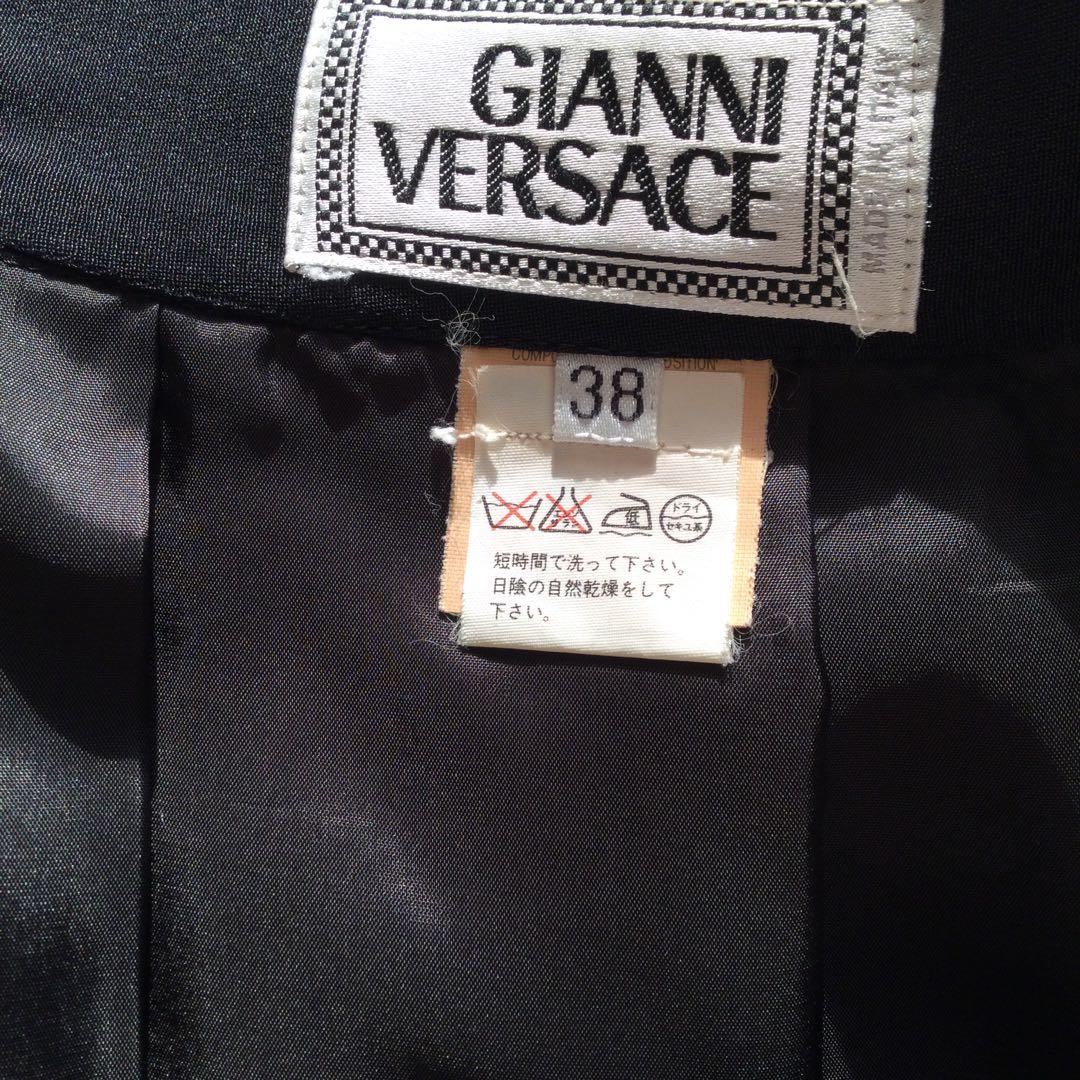 GIANNI
VERSACE
MADE IN ITALY
38
低
ドライ
セキユ系
短時間で洗って下さい。
日陰の自然乾燥をして
下さい。